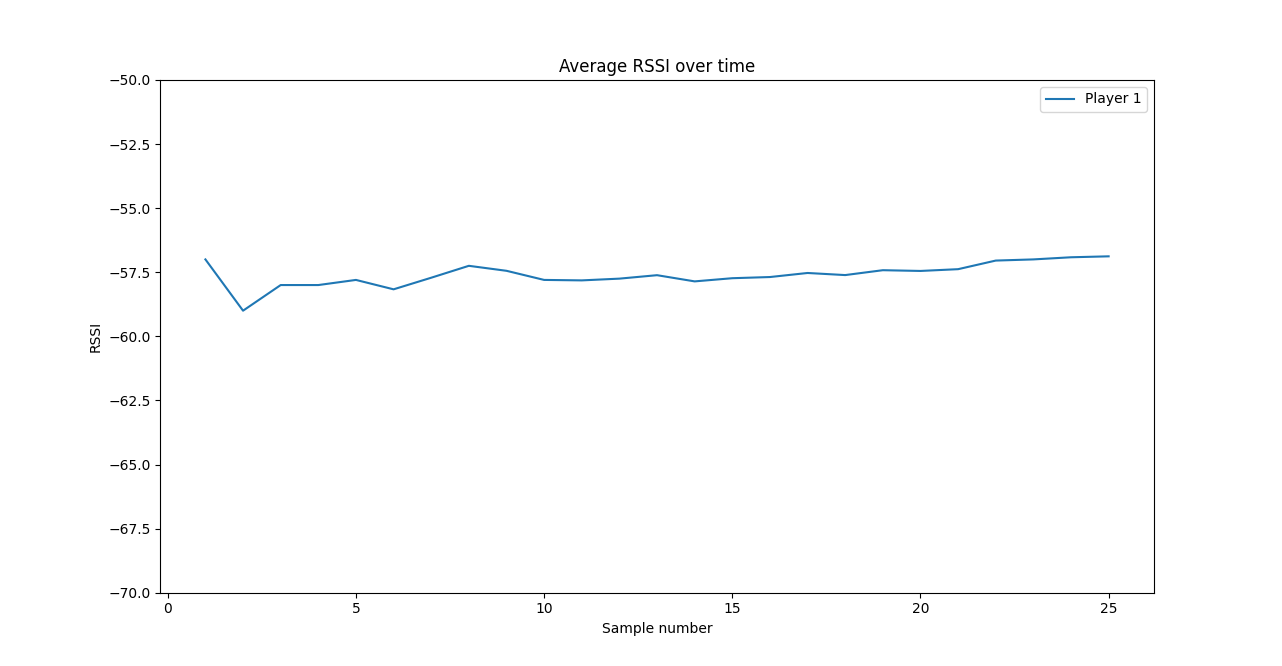 Average RSSI over time
Player 1
−50.0
−52.5
−55.0
−57.5
−60.0
−62.5
−65.0
−67.5
−70.0
RSSI
0 5 10 15 20 25
Sample number